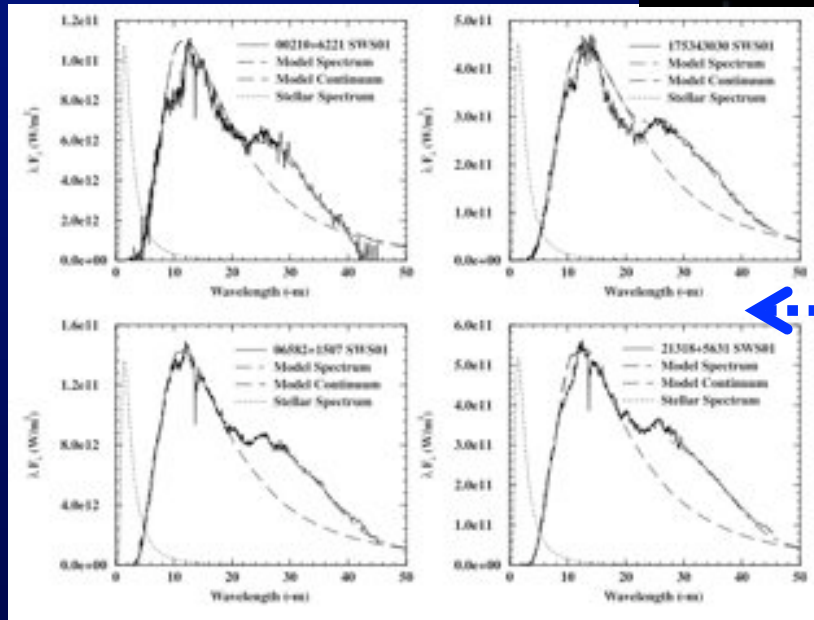 1.2e11
1.0e11
8.0e12
6.0e12
4.0e12
2.0e12
0.0e+00
λ F (W/m²)
00210+6221 SWS01
Model Spectrum
Model Continuum
Stellar Spectrum
0 10 20 30 40 50
Wavelength (-m)
5.0e11
4.0e11
3.0e11
2.0e11
1.0e11
0.0e+00
λ F (W/m²)
175343030 SWS01
Model Spectrum
Model Continuum
Stellar Spectrum
0 10 20 30 40 50
Wavelength (-m)
1.6e11
1.2e11
8.0e12
4.0e12
0.0e+00
λ F (W/m²)
06582+1507 SWS01
Model Spectrum
Model Continuum
Stellar Spectrum
0 10 20 30 40 50
Wavelength (-m)
6.0e11
5.0e11
4.0e11
3.0e11
2.0e11
1.0e11
0.0e+00
λ F (W/m²)
21318+5631 SWS01
Model Spectrum
Model Continuum
Stellar Spectrum
0 10 20 30 40 50
Wavelength (-m)